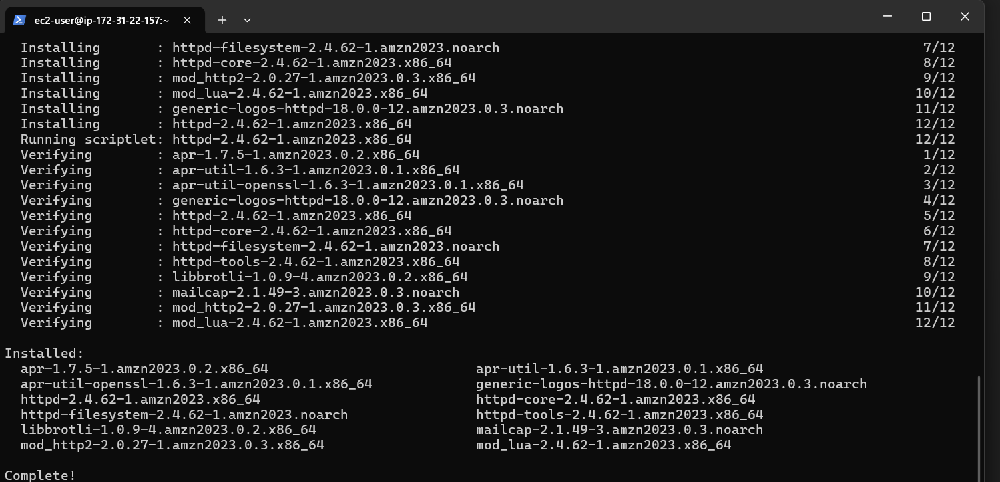 ec2-user@ip-172-31-22-157:~
Installing : httpd-filesystem-2.4.62-1.amzn2023.noarch 7/12
Installing : httpd-core-2.4.62-1.amzn2023.x86_64 8/12
Installing : mod_http2-2.0.27-1.amzn2023.0.3.x86_64 9/12
Installing : mod_lua-2.4.62-1.amzn2023.x86_64 10/12
Installing : generic-logos-httpd-18.0.0-12.amzn2023.0.3.noarch 11/12
Installing : httpd-2.4.62-1.amzn2023.x86_64 12/12
Running scriptlet: httpd-2.4.62-1.amzn2023.x86_64 12/12
Verifying : apr-1.7.5-1.amzn2023.0.2.x86_64 1/12
Verifying : apr-util-1.6.3-1.amzn2023.0.1.x86_64 2/12
Verifying : apr-util-openssl-1.6.3-1.amzn2023.0.1.x86_64 3/12
Verifying : generic-logos-httpd-18.0.0-12.amzn2023.0.3.noarch 4/12
Verifying : httpd-2.4.62-1.amzn2023.x86_64 5/12
Verifying : httpd-core-2.4.62-1.amzn2023.x86_64 6/12
Verifying : httpd-filesystem-2.4.62-1.amzn2023.noarch 7/12
Verifying : httpd-tools-2.4.62-1.amzn2023.x86_64 8/12
Verifying : libbrotli-1.0.9-4.amzn2023.0.2.x86_64 9/12
Verifying : mailcap-2.1.49-3.amzn2023.0.3.noarch 10/12
Verifying : mod_http2-2.0.27-1.amzn2023.0.3.x86_64 11/12
Verifying : mod_lua-2.4.62-1.amzn2023.x86_64 12/12
Installed:
apr-1.7.5-1.amzn2023.0.2.x86_64 apr-util-1.6.3-1.amzn2023.0.1.x86_64
apr-util-openssl-1.6.3-1.amzn2023.0.1.x86_64 generic-logos-httpd-18.0.0-12.amzn2023.0.3.noarch
httpd-2.4.62-1.amzn2023.x86_64 httpd-core-2.4.62-1.amzn2023.x86_64
httpd-filesystem-2.4.62-1.amzn2023.noarch httpd-tools-2.4.62-1.amzn2023.x86_64
libbrotli-1.0.9-4.amzn2023.0.2.x86_64 mailcap-2.1.49-3.amzn2023.0.3.noarch
mod_http2-2.0.27-1.amzn2023.0.3.x86_64 mod_lua-2.4.62-1.amzn2023.x86_64
Complete!